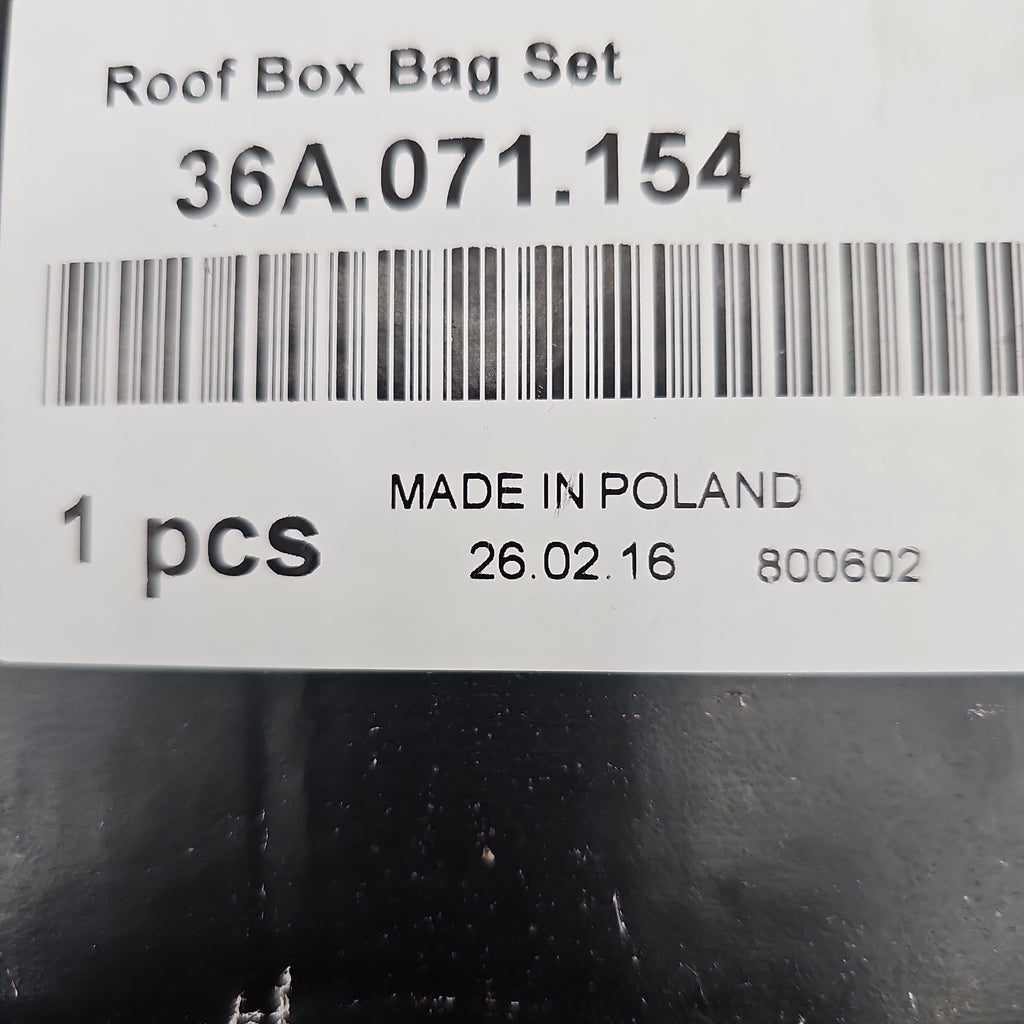 Roof Box Bag Set
36A.071.154
MADE IN POLAND
1 pcs
26.02.16 800602